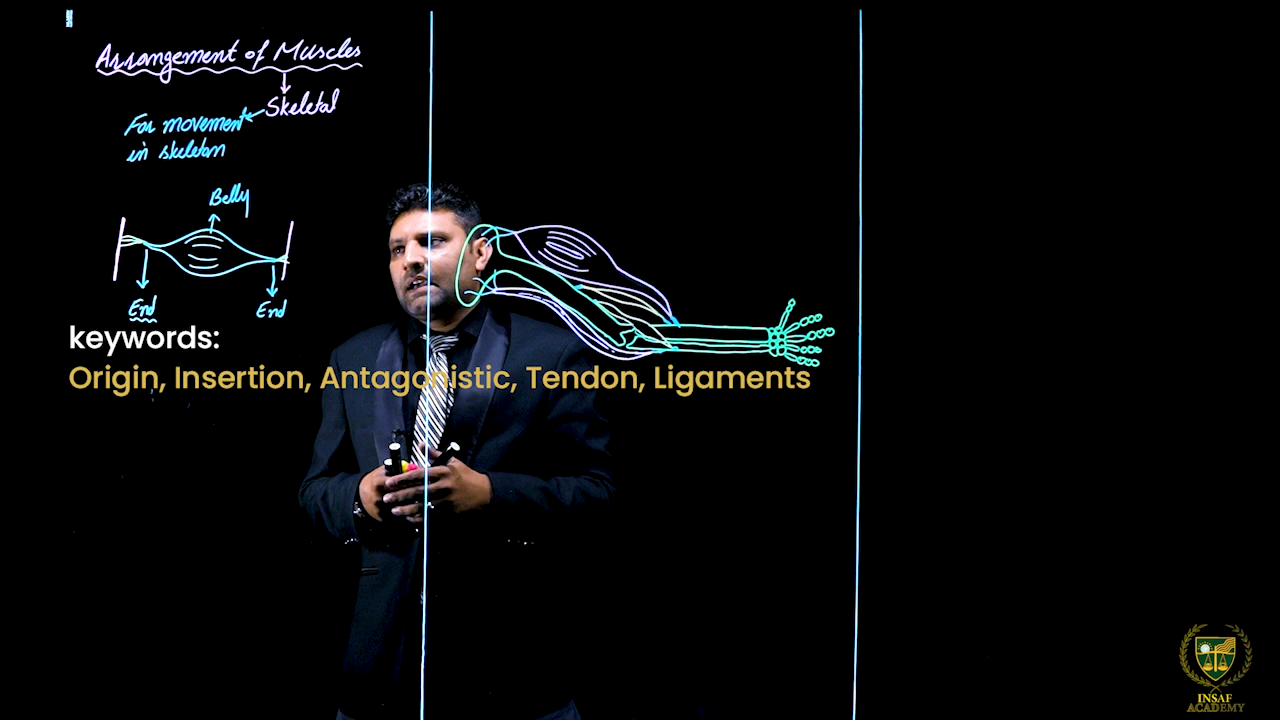 Arrangement of Muscles
Skeletal
For movement
in skeleton
Belly
End
End
keywords:
Origin, Insertion, Antagonistic, Tendon, Ligaments
INSAF
ACADEMY